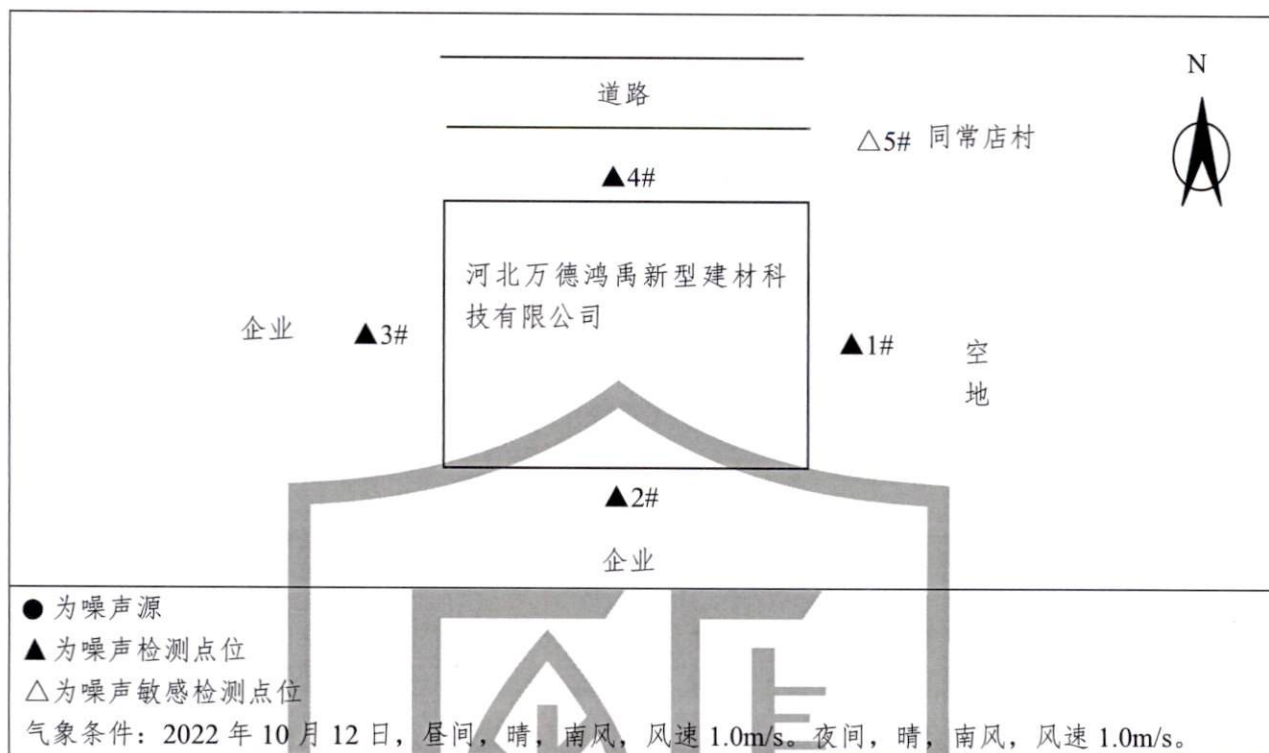 N
道路
△5# 同常店村
▲4#
河北万德鸿禹新型建材科
技有限公司
企业
▲3#
▲1#
空
地
▲2#
企业
●为噪声源
▲为噪声检测点位
△为噪声敏感检测点位
气象条件：2022 年 10 月 12 日，昼间，晴，南风，风速 1.0m/s。夜间，晴，南风，风速 1.0m/s。